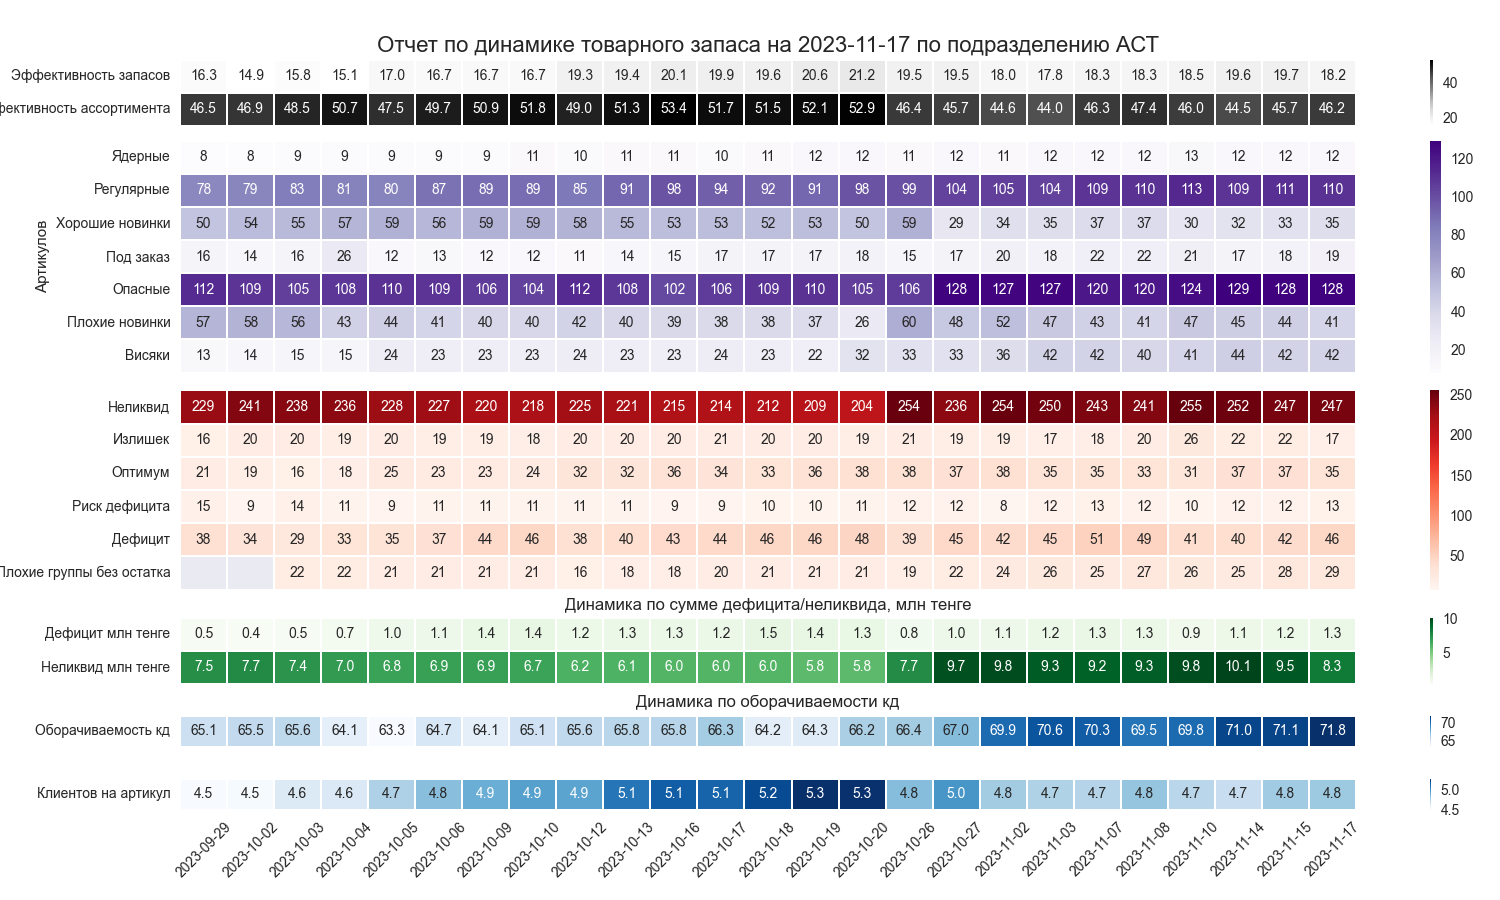 Отчет по динамике товарного запаса на 2023-11-17 по подразделению АСТ
Эффективность запасов 16.3 14.9 15.8 15.1 17.0 16.7 16.7 16.7 19.3 19.4 20.1 19.9 19.6 20.6 21.2 19.5 19.5 18.0 17.8 18.3 18.3 18.5 19.6 19.7 18.2
фективность ассортимента 46.5 46.9 48.5 50.7 47.5 49.7 50.9 51.8 49.0 51.3 53.4 51.7 51.5 52.1 52.9 46.4 45.7 44.6 44.0 46.3 47.4 46.0 44.5 45.7 46.2
40
20
Артикулов
Ядерные 8 8 9 9 9 9 9 11 10 11 11 10 11 12 12 11 12 11 12 12 12 13 12 12 12
Регулярные 78 79 83 81 80 87 89 89 85 91 98 94 92 91 98 99 104 105 104 109 110 113 109 111 110
Хорошие новинки 50 54 55 57 59 56 59 59 58 55 53 53 52 53 50 59 29 34 35 37 37 30 32 33 35
Под заказ 16 14 16 26 12 13 12 12 11 14 15 17 17 17 18 15 17 20 18 22 22 21 17 18 19
Опасные 112 109 105 108 110 109 106 104 112 108 102 106 109 110 105 106 128 127 127 120 120 124 129 128 128
Плохие новинки 57 58 56 43 44 41 40 40 42 40 39 38 38 37 26 60 48 52 47 43 41 47 45 44 41
Висяки 13 14 15 15 24 23 23 23 24 23 23 24 23 22 32 33 33 36 42 42 40 41 44 42 42
120
100
80
60
40
20
Неликвид 229 241 238 236 228 227 220 218 225 221 215 214 212 209 204 254 236 254 250 243 241 255 252 247 247
Излишек 16 20 20 19 20 19 19 18 20 20 20 21 20 20 19 21 19 19 17 18 20 26 22 22 17
Оптимум 21 19 16 18 25 23 23 24 32 32 36 34 33 36 38 38 37 38 35 35 33 31 37 37 35
Риск дефицита 15 9 14 11 9 11 11 11 11 11 9 9 10 10 11 12 12 8 12 13 12 10 12 12 13
Дефицит 38 34 29 33 35 37 44 46 38 40 43 44 46 46 48 39 45 42 45 51 49 41 40 42 46
Плохие группы без остатка 22 22 21 21 21 21 16 18 18 20 21 21 21 19 22 24 26 25 27 26 25 28 29
250
200
150
100
50
Динамика по сумме дефицита/неликвида, млн тенге
Дефицит млн тенге 0.5 0.4 0.5 0.7 1.0 1.1 1.4 1.4 1.2 1.3 1.3 1.2 1.5 1.4 1.3 0.8 1.0 1.1 1.2 1.3 1.3 0.9 1.1 1.2 1.3
Неликвид млн тенге 7.5 7.7 7.4 7.0 6.8 6.9 6.9 6.7 6.2 6.1 6.0 6.0 6.0 5.8 5.8 7.7 9.7 9.8 9.3 9.2 9.3 9.8 10.1 9.5 8.3
10
5
Динамика по оборачиваемости кд
Оборачиваемость кд 65.1 65.5 65.6 64.1 63.3 64.7 64.1 65.1 65.6 65.8 65.8 66.3 64.2 64.3 66.2 66.4 67.0 69.9 70.6 70.3 69.5 69.8 71.0 71.1 71.8
70
65
Клиентов на артикул 4.5 4.5 4.6 4.6 4.7 4.8 4.9 4.9 4.9 5.1 5.1 5.1 5.2 5.3 5.3 4.8 5.0 4.8 4.7 4.7 4.8 4.7 4.7 4.8 4.8
5.0
4.5
2023-09-29 2023-10-02 2023-10-03 2023-10-04 2023-10-05 2023-10-06 2023-10-09 2023-10-10 2023-10-12 2023-10-13 2023-10-16 2023-10-17 2023-10-18 2023-10-19 2023-10-20 2023-10-26 2023-10-27 2023-11-02 2023-11-03 2023-11-07 2023-11-08 2023-11-10 2023-11-14 2023-11-15 2023-11-17